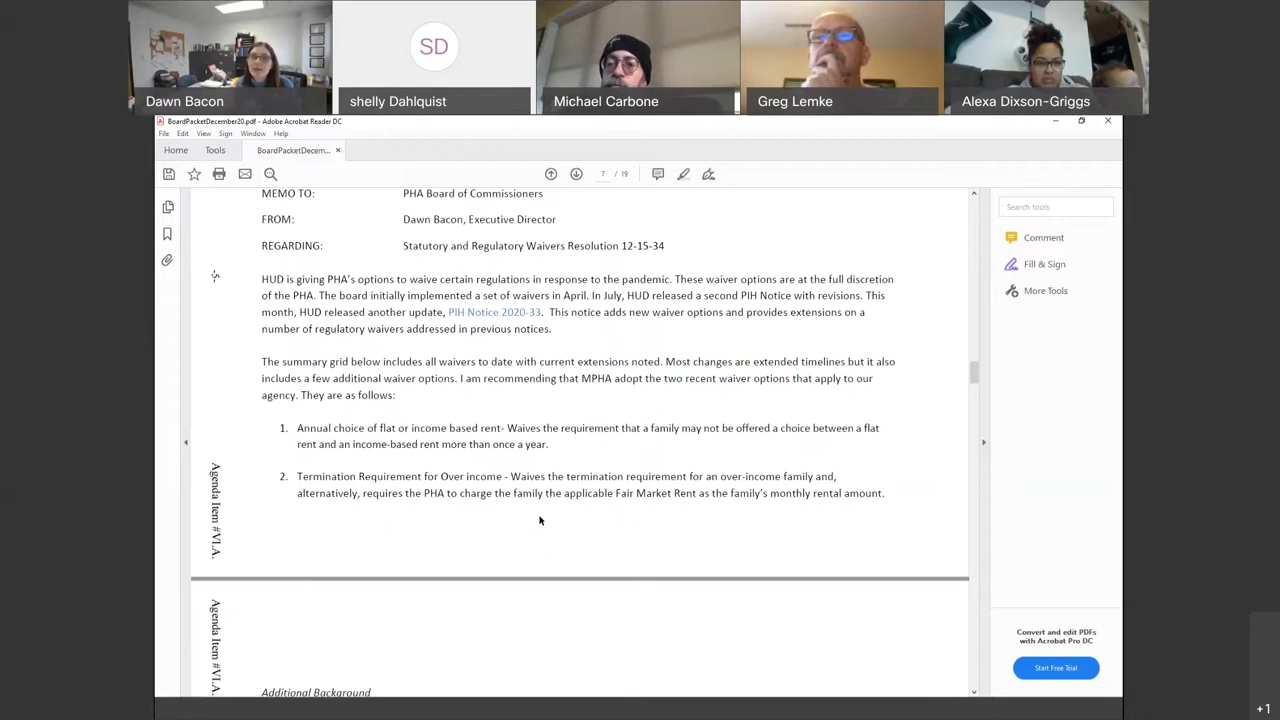 SD
Dawn Bacon
shelly Dahlquist
Michael Carbone
Greg Lemke
Alexa Dixson-Griggs
BoardPacketDecember20.pdf - Adobe Acrobat Reader DC
File Edit View Sign Window Help
Home Tools BoardPacketDecem... ×
7 / 19
Search tools
Comment
Fill & Sign
More Tools
MEMO TO: PHA Board of Commissioners
FROM: Dawn Bacon, Executive Director
REGARDING: Statutory and Regulatory Waivers Resolution 12-15-34
HUD is giving PHA's options to waive certain regulations in response to the pandemic. These waiver options are at the full discretion
of the PHA. The board initially implemented a set of waivers in April. In July, HUD released a second PIH Notice with revisions. This
month, HUD released another update, PIH Notice 2020-33. This notice adds new waiver options and provides extensions on a
number of regulatory waivers addressed in previous notices.
The summary grid below includes all waivers to date with current extensions noted. Most changes are extended timelines but it also
includes a few additional waiver options. I am recommending that MPHA adopt the two recent waiver options that apply to our
agency. They are as follows:
1. Annual choice of flat or income based rent- Waives the requirement that a family may not be offered a choice between a flat
rent and an income-based rent more than once a year.
2. Termination Requirement for Over income - Waives the termination requirement for an over-income family and,
alternatively, requires the PHA to charge the family the applicable Fair Market Rent as the family's monthly rental amount.
Agenda Item #VI.A.
Agenda Item #VI.A.
Additional Background
Convert and edit PDFs
with Acrobat Pro DC
Start Free Trial
+1